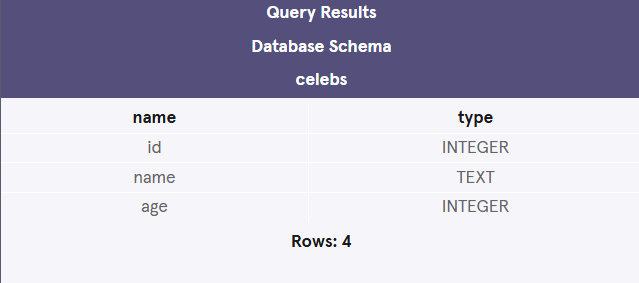 Query Results
Database Schema
celebs
name type
id INTEGER
name TEXT
age INTEGER
Rows: 4